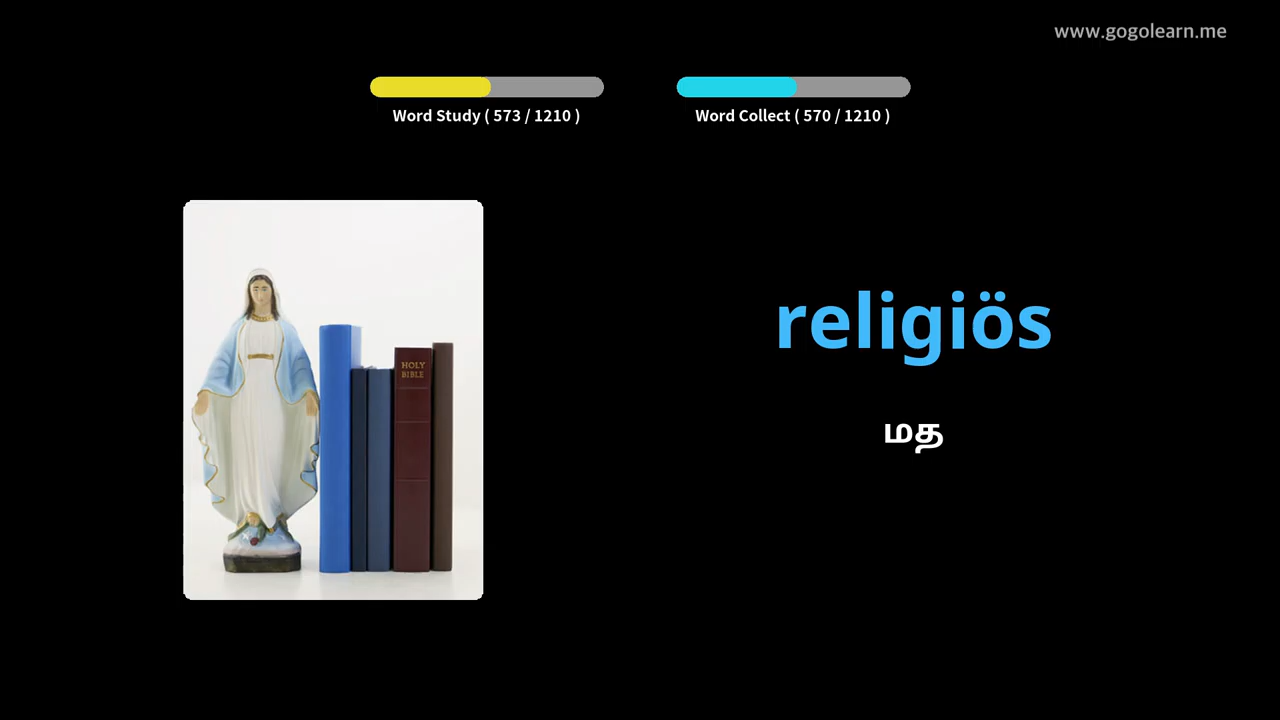 www.gogolearn.me
Word Study ( 573 / 1210 )
Word Collect ( 570 / 1210 )
HOLY
BIBLE
religiös
மத